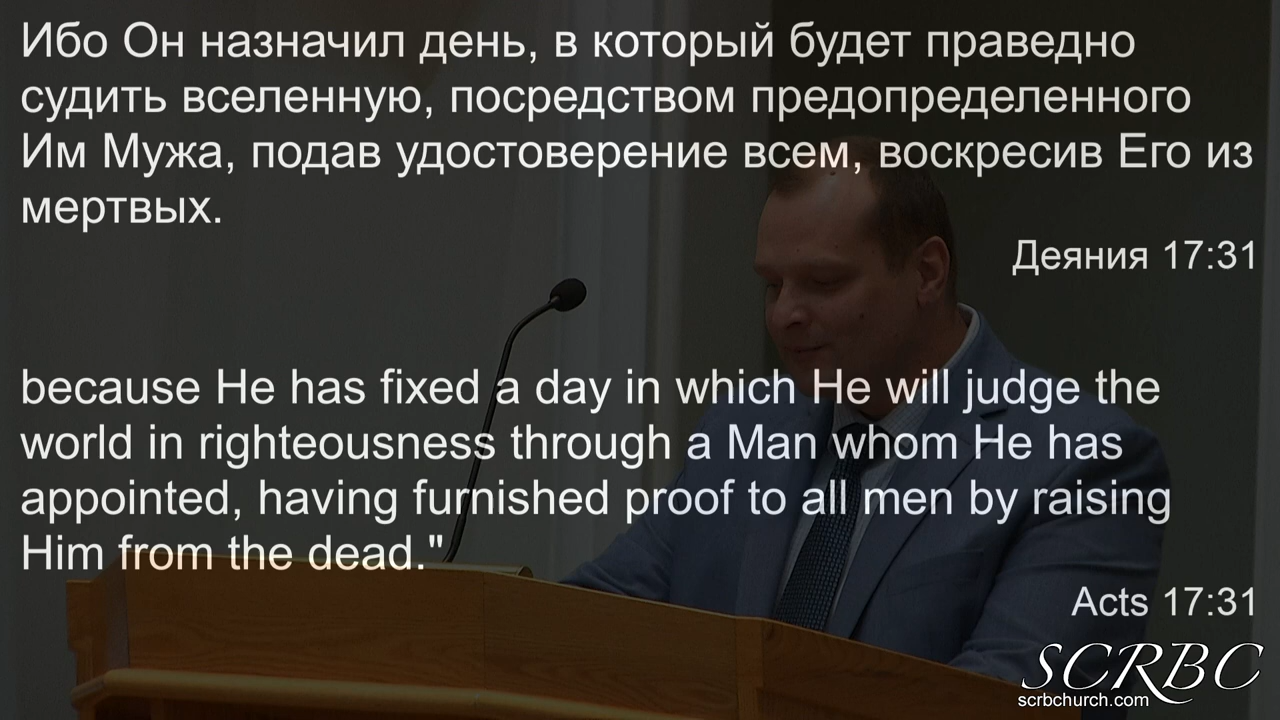 Ибо Он назначил день, в который будет праведно
судить вселенную, посредством предопределенного
Им Мужа, подав удостоверение всем, воскресив Его из
мертвых.
Деяния 17:31
because He has fixed a day in which He will judge the
world in righteousness through a Man whom He has
appointed, having furnished proof to all men by raising
Him from the dead."
Acts 17:31
SCRBC
scrbchurch.com